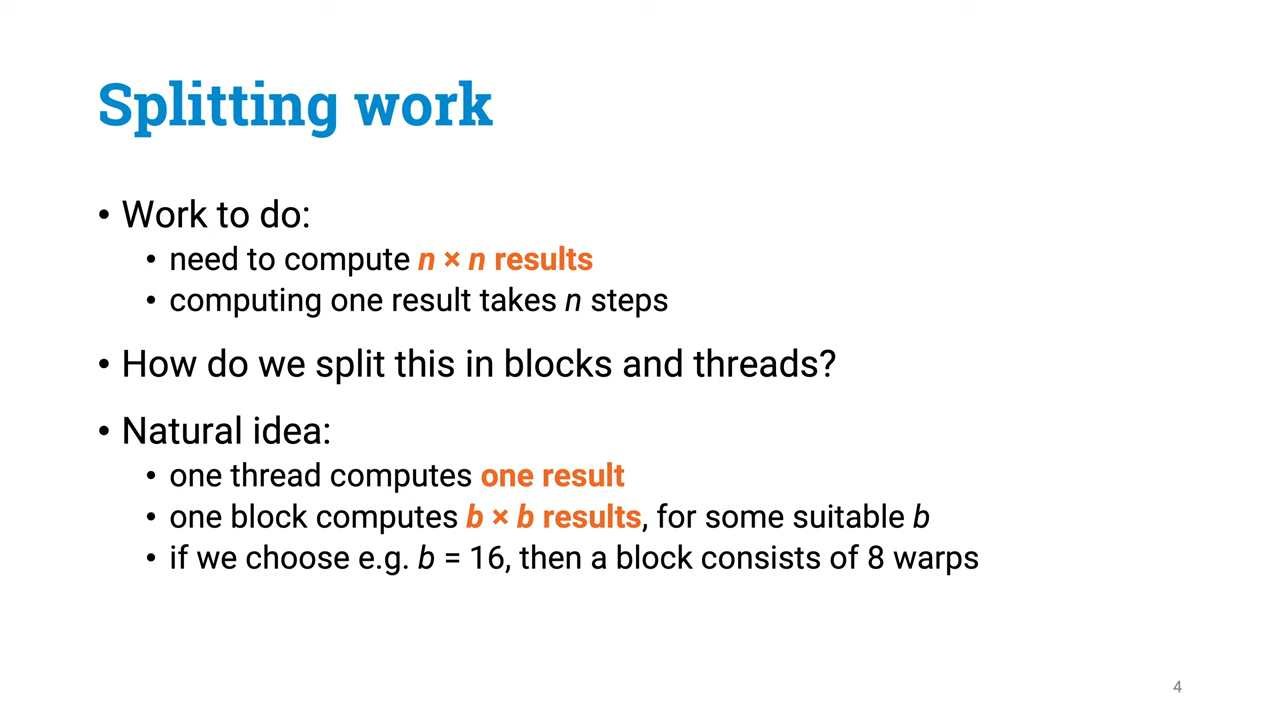 Splitting work
• Work to do:
• need to compute n × n results
• computing one result takes n steps
• How do we split this in blocks and threads?
• Natural idea:
• one thread computes one result
• one block computes b × b results, for some suitable b
• if we choose e.g. b = 16, then a block consists of 8 warps
4